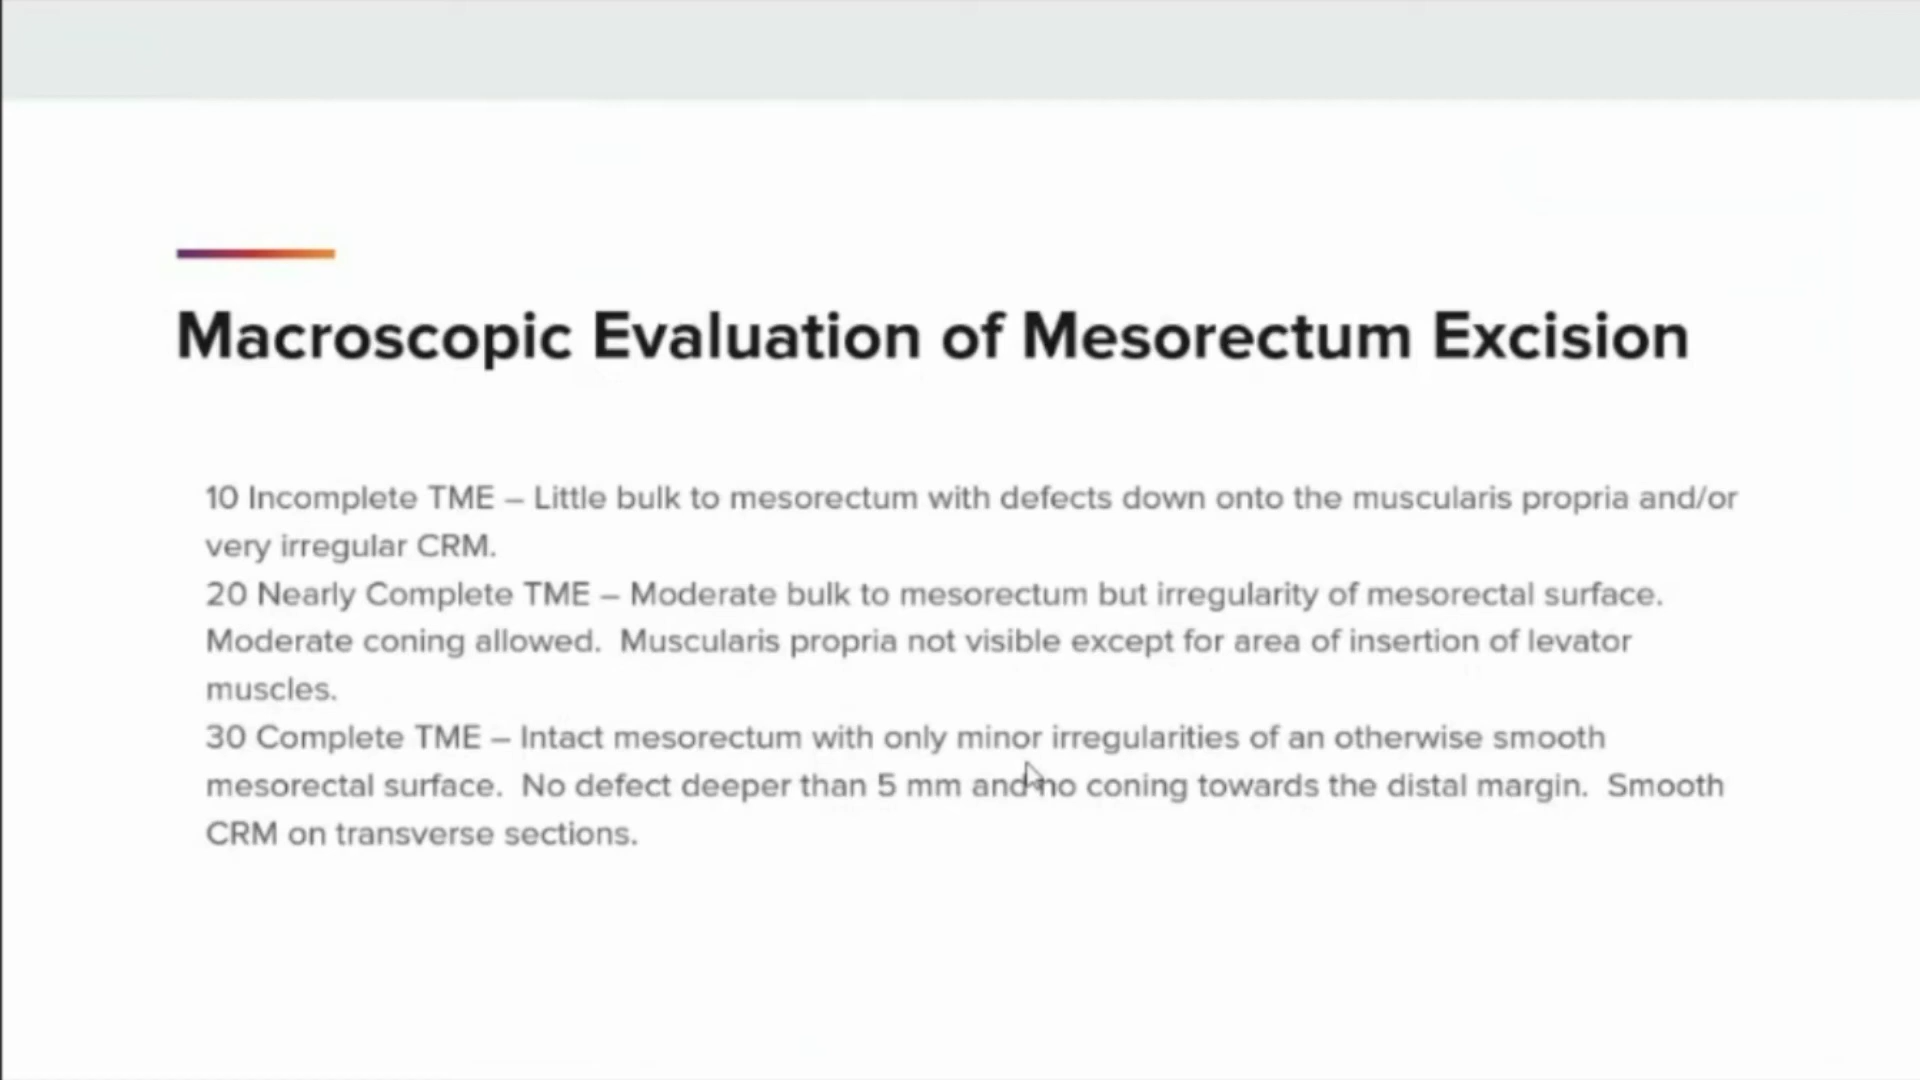 Macroscopic Evaluation of Mesorectum Excision
10 Incomplete TME – Little bulk to mesorectum with defects down onto the muscularis propria and/or
very irregular CRM.
20 Nearly Complete TME – Moderate bulk to mesorectum but irregularity of mesorectal surface.
Moderate coning allowed.  Muscularis propria not visible except for area of insertion of levator
muscles.
30 Complete TME – Intact mesorectum with only minor irregularities of an otherwise smooth
mesorectal surface.  No defect deeper than 5 mm and no coning towards the distal margin.  Smooth
CRM on transverse sections.